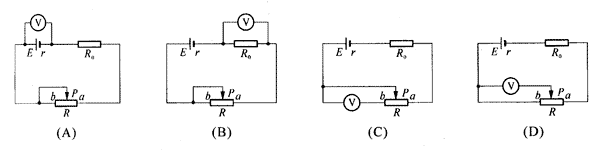 V V
E r R₀ E r R₀ E r R₀ E r R₀
V
b P a b P a V b P a b P a
R R R R
(A) (B) (C) (D)